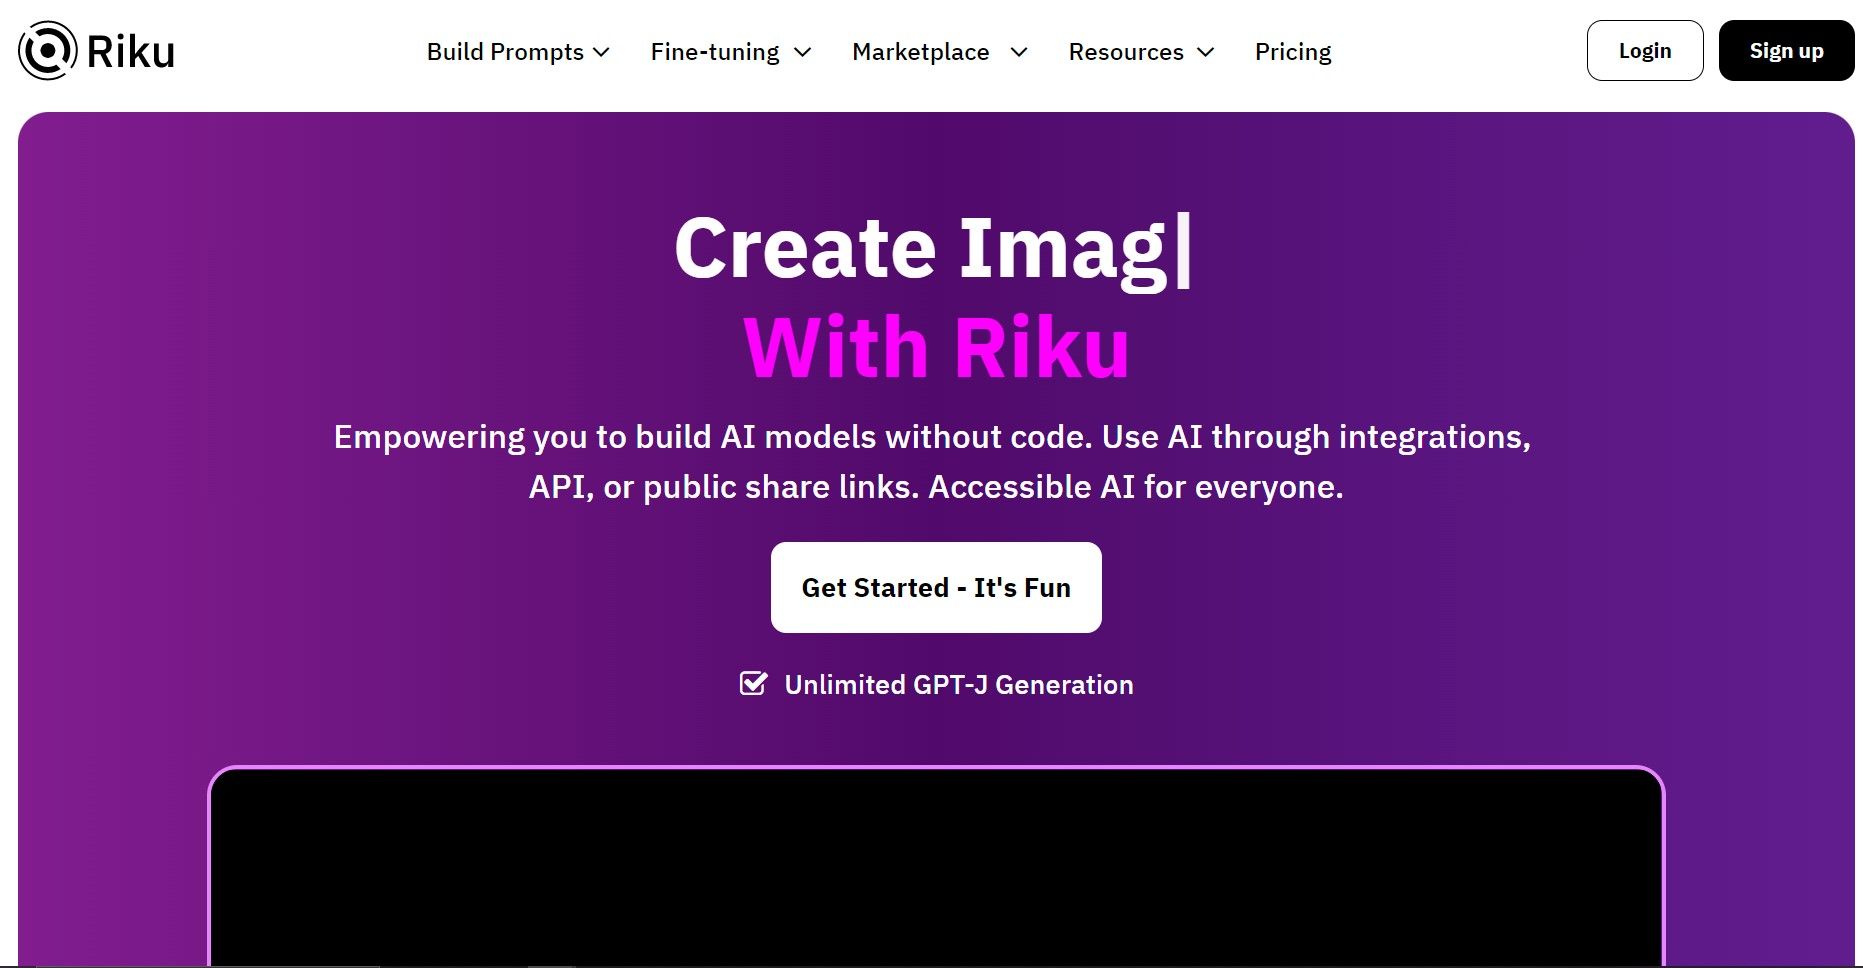 Riku
Build Prompts
Fine-tuning
Marketplace
Resources
Pricing
Login
Sign up
Create Imag|
With Riku
Empowering you to build AI models without code. Use AI through integrations,
API, or public share links. Accessible AI for everyone.
Get Started - It's Fun
Unlimited GPT-J Generation